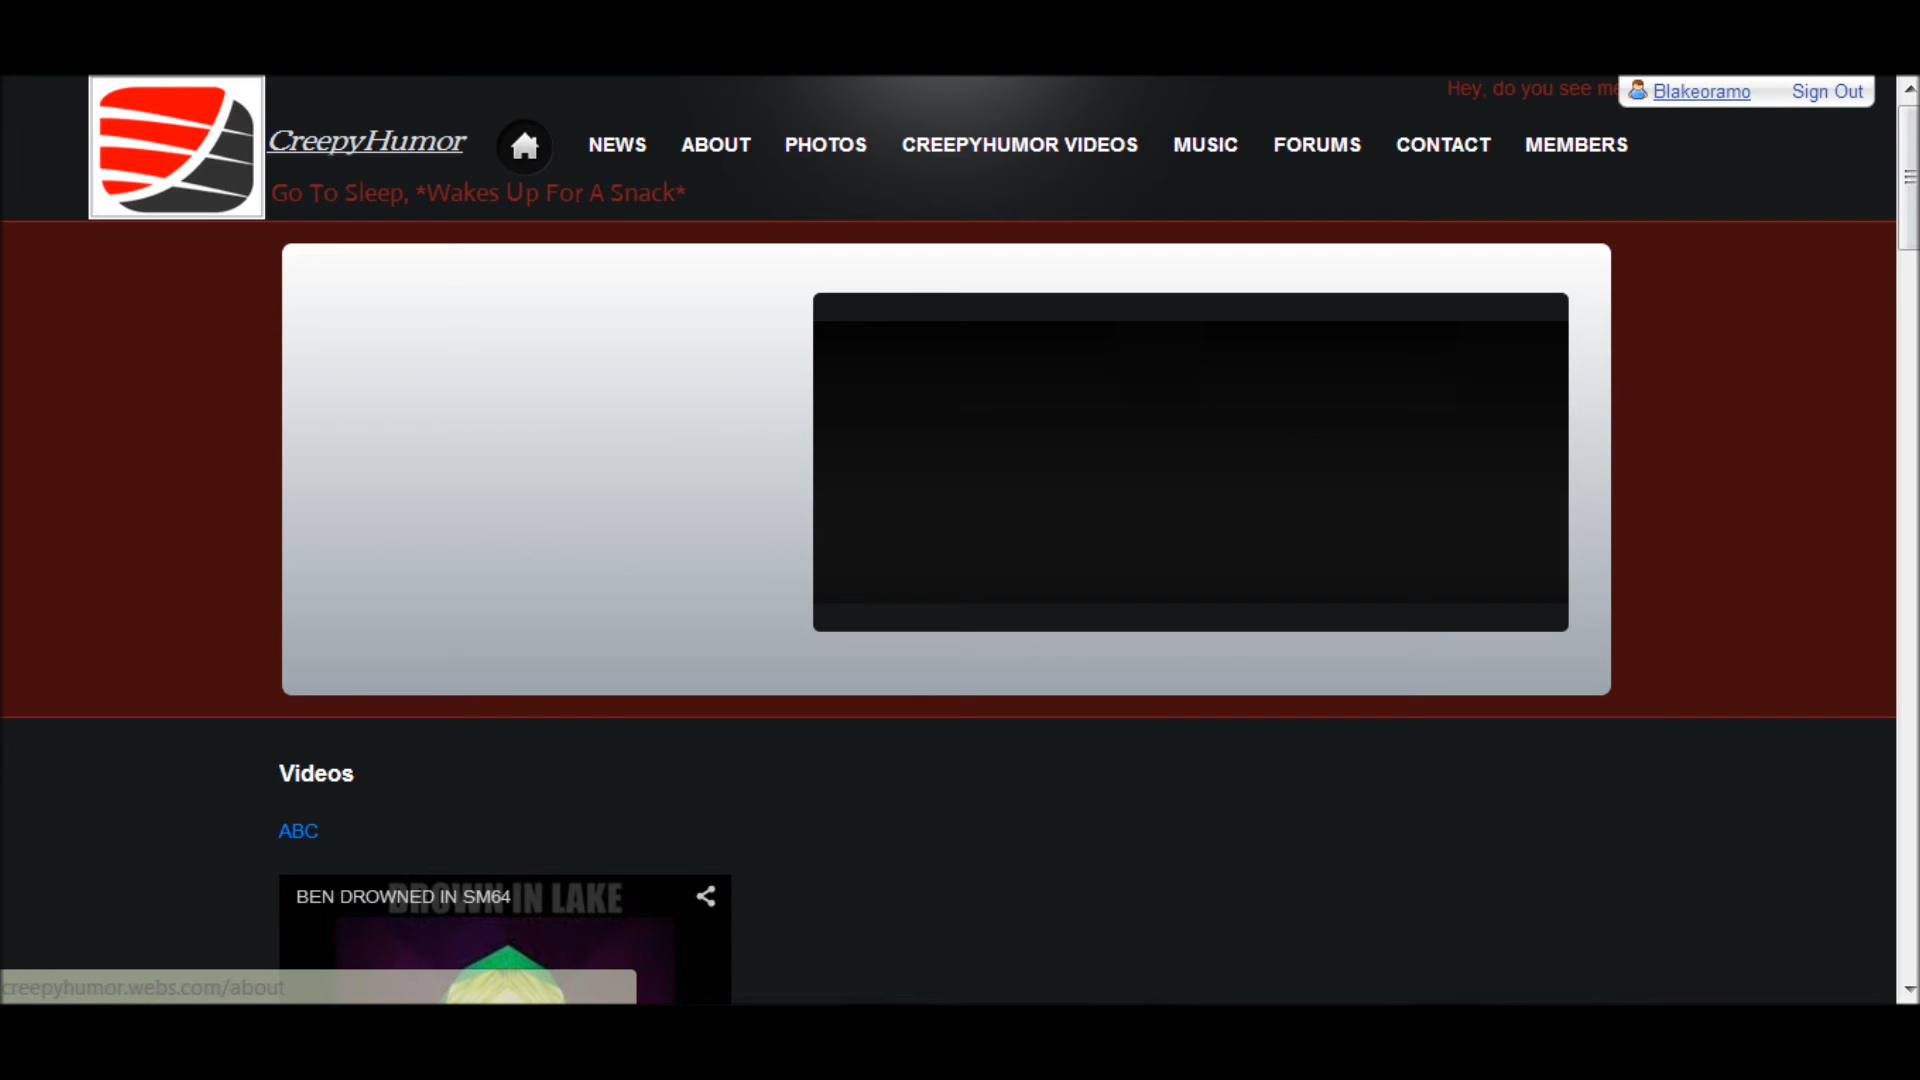 Hey, do you see me
Blakeoramo Sign Out
CreepyHumor
NEWS ABOUT PHOTOS CREEPYHUMOR VIDEOS MUSIC FORUMS CONTACT MEMBERS
Go To Sleep, *Wakes Up For A Snack*
Videos
ABC
BEN DROWNED IN SM64
DROWN IN LAKE
creepyhumor.webs.com/about